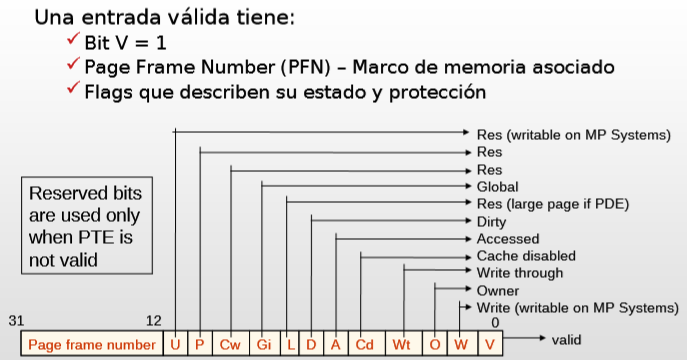 Una entrada válida tiene:
✓ Bit V = 1
✓ Page Frame Number (PFN) – Marco de memoria asociado
✓ Flags que describen su estado y protección
Res (writable on MP Systems)
Res
Res
Global
Res (large page if PDE)
Dirty
Accessed
Cache disabled
Write through
Owner
Write (writable on MP Systems)
Reserved bits
are used only
when PTE is
not valid
31 12 0
Page frame number U P Cw Gi L D A Cd Wt O W V valid